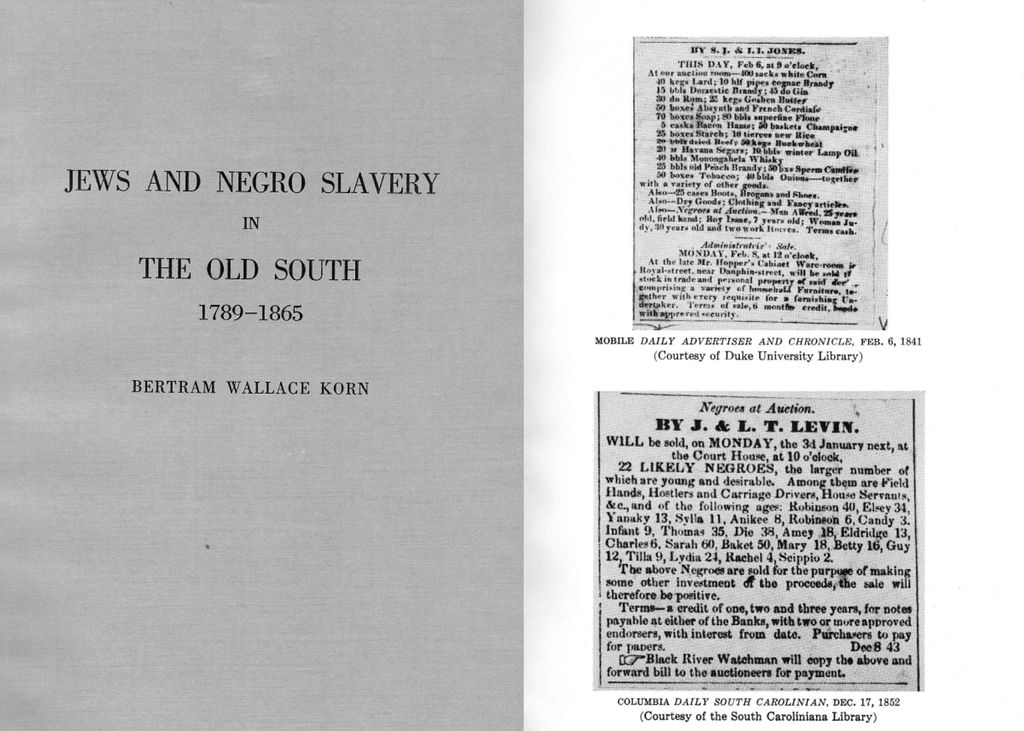 JEWS AND NEGRO SLAVERY
IN
THE OLD SOUTH
1789–1865
BERTRAM WALLACE KORN
BY S. J. & I. I. JONES.
THIS DAY, Feb 6, at 9 o'clock,
At our auction room—400 sacks white Corn
40 kegs Lard; 10 hlf pipes cognac Brandy
15 bbls Domestic Brandy; 45 do Gin
30 do Rum; 25 kegs Goshen Butter
50 boxes Absynth and French Cordials
70 boxes Soap; 80 bbls superfine Flour
5 casks Bacon Hams; 50 baskets Champaigne
25 boxes Starch; 10 tierces new Rice
20 bbls dried Beef; 50 kegs Buckwheat
20 M Havana Segars; 10 bbls winter Lamp Oil
40 bbls Monongahela Whisky
25 bbls old Peach Brandy; 50 bxs Sperm Candles
50 boxes Tobacco; 40 bbls Onions—together
with a variety of other goods.
Also—25 cases Boots, Brogans and Shoes.
Also—Dry Goods; Clothing and Fancy articles.
Also—Negroes at Auction.—Man Alfred, 25 years
old, field hand; Boy Isaac, 7 years old; Woman Ju-
dy, 30 years old and two work Horses. Terms cash.
Administratrix's Sale.
MONDAY, Feb. 8, at 12 o'clock,
At the late Mr. Hopper's Cabinet Ware-room
Royal-street, near Dauphin-street, will be sold
stock in trade and personal property of said
comprising a variety of household Furniture, to-
gether with every requisite for a furnishing Un-
dertaker. Terms of sale, 6 months credit, bonds
with approved security.
MOBILE DAILY ADVERTISER AND CHRONICLE, FEB. 6, 1841
(Courtesy of Duke University Library)
Negroes at Auction.
BY J. & L. T. LEVIN.
WILL be sold, on MONDAY, the 3d January next, at
the Court House, at 10 o'clock,
22 LIKELY NEGROES, the larger number of
which are young and desirable. Among them are Field
Hands, Hostlers and Carriage Drivers, House Servants,
&c., and of the following ages: Robinson 40, Elsey 34,
Yanaky 13, Sylla 11, Anikee 8, Robinson 6, Candy 3,
Infant 9, Thomas 35, Die 38, Amey 18, Eldridge 13,
Charles 6, Sarah 60, Baket 50, Mary 18, Betty 16, Guy
12, Tilla 9, Lydia 24, Rachel 4, Scippio 2.
The above Negroes are sold for the purpose of making
some other investment of the proceeds, the sale will
therefore be positive.
Terms—a credit of one, two and three years, for notes
payable at either of the Banks, with two or more approved
endorsers, with interest from date. Purchasers to pay
for papers. Dec 8 43
☞Black River Watchman will copy the above and
forward bill to the auctioneers for payment.
COLUMBIA DAILY SOUTH CAROLINIAN, DEC. 17, 1852
(Courtesy of the South Caroliniana Library)